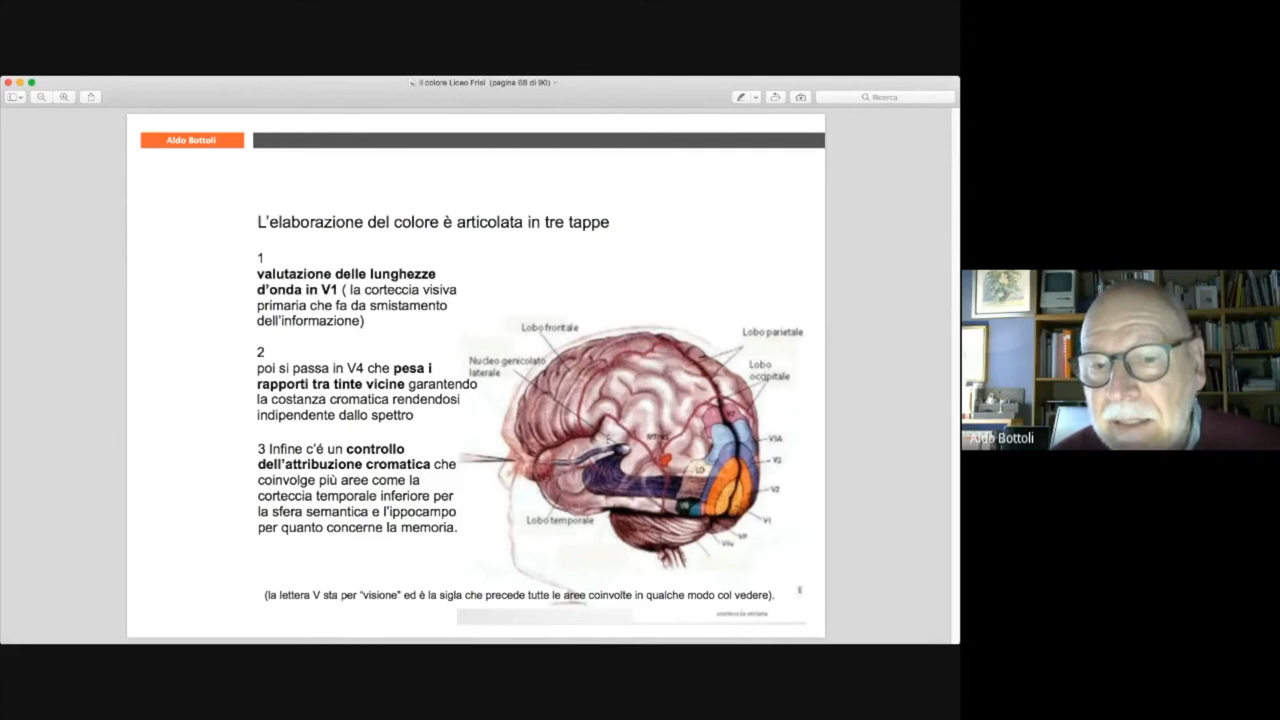 Il colore Liceo Frisi (pagina 68 di 90)
Ricerca
Aldo Bottoli
L'elaborazione del colore è articolata in tre tappe
1
valutazione delle lunghezze
d'onda in V1 ( la corteccia visiva
primaria che fa da smistamento
dell'informazione)
2
poi si passa in V4 che pesa i
rapporti tra tinte vicine garantendo
la costanza cromatica rendendosi
indipendente dallo spettro
3 Infine c'é un controllo
dell'attribuzione cromatica che
coinvolge più aree come la
corteccia temporale inferiore per
la sfera semantica e l'ippocampo
per quanto concerne la memoria.
Lobo frontale
Lobo parietale
Nucleo genicolato
laterale
Lobo
occipitale
V3A
V3
V2
V1
VP
V4v
LO
Lobo temporale
(la lettera V sta per "visione" ed è la sigla che precede tutte le aree coinvolte in qualche modo col vedere).
corteccia striata
Aldo Bottoli